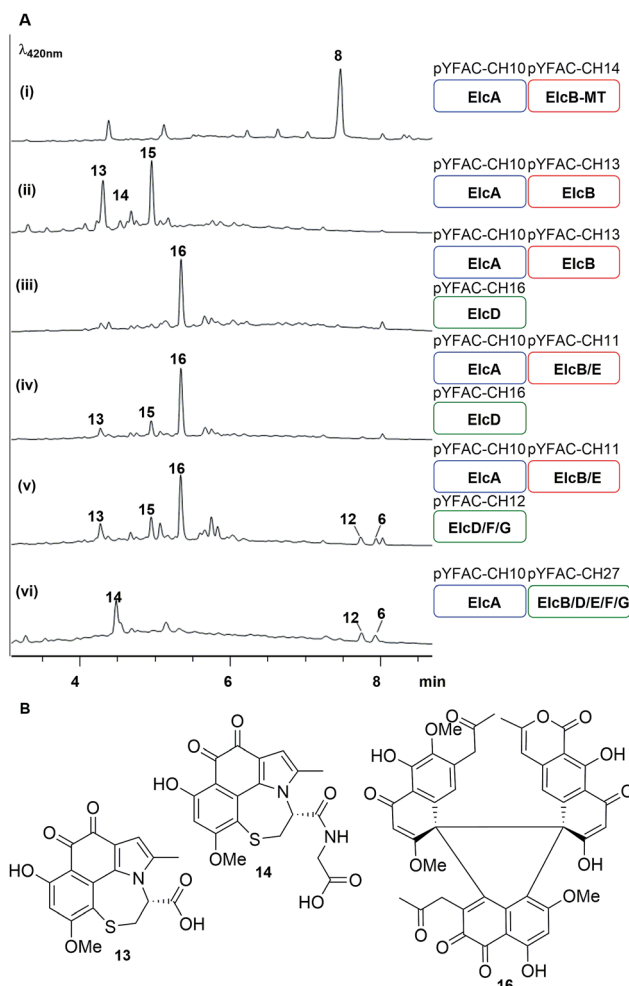 A
λ420nm
pYFAC-CH10 pYFAC-CH14
(i)
8
ElcA
ElcB-MT
pYFAC-CH10 pYFAC-CH13
(ii)
13
14
15
ElcA
ElcB
pYFAC-CH10 pYFAC-CH13
(iii)
16
ElcA
ElcB
pYFAC-CH16
ElcD
pYFAC-CH10 pYFAC-CH11
(iv)
13
15
16
ElcA
ElcB/E
pYFAC-CH16
ElcD
pYFAC-CH10 pYFAC-CH11
(v)
13
15
16
12
6
ElcA
ElcB/E
pYFAC-CH12
ElcD/F/G
pYFAC-CH10 pYFAC-CH27
(vi)
14
12
6
ElcA
ElcB/D/E/F/G
4
6
8
min
B
O
O
HO
N
S
OMe
O
OH
13
O
O
HO
N
S
OMe
O
NH
O
OH
14
O
OMe
OH
O
OMe
O
O
OH
O
OH
O
OMe
O
O
OH
16